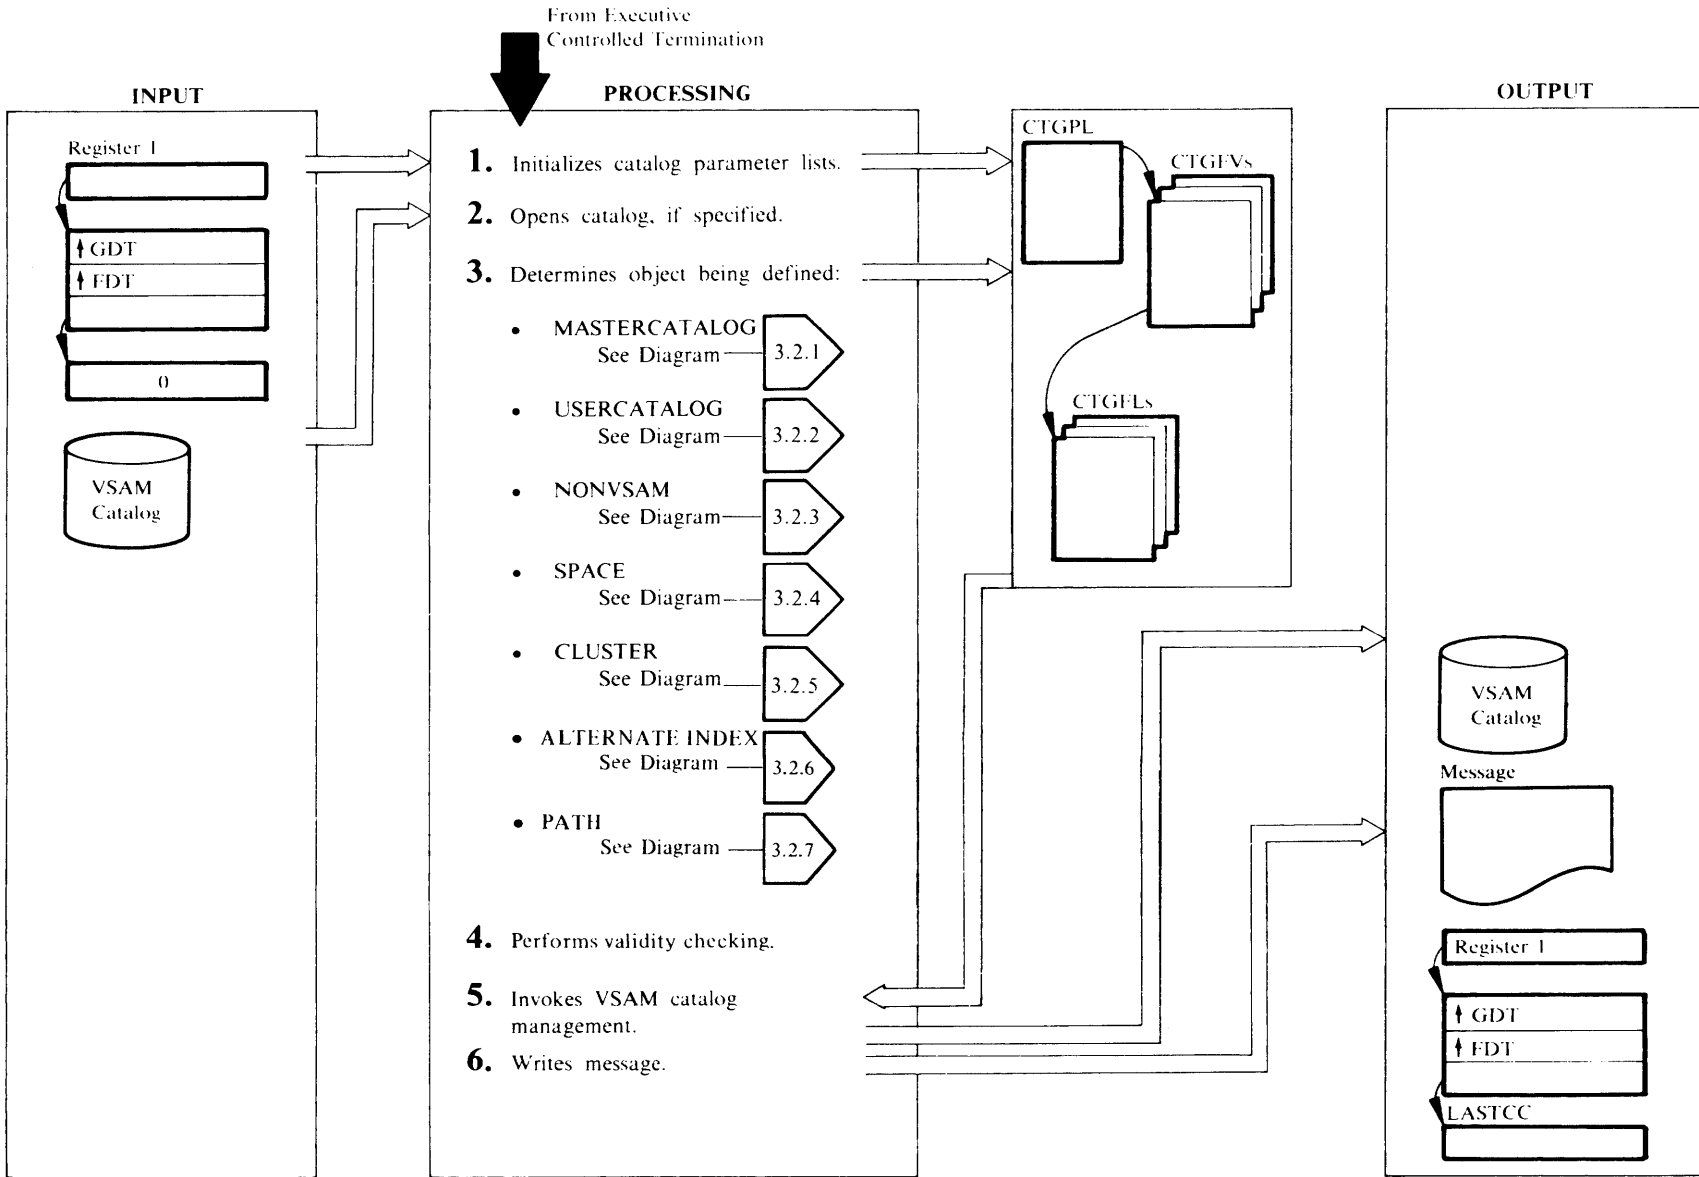 From Executive
Controlled Termination
INPUT
PROCESSING
OUTPUT
Register 1
↑ GDT
↑ FDT
0
VSAM
Catalog
1. Initializes catalog parameter lists.
2. Opens catalog, if specified.
3. Determines object being defined:
• MASTERCATALOG
See Diagram
3.2.1
• USERCATALOG
See Diagram
3.2.2
• NONVSAM
See Diagram
3.2.3
• SPACE
See Diagram
3.2.4
• CLUSTER
See Diagram
3.2.5
• ALTERNATE INDEX
See Diagram
3.2.6
• PATH
See Diagram
3.2.7
4. Performs validity checking.
5. Invokes VSAM catalog
management.
6. Writes message.
CTGPL
CTGFVs
CTGFLs
VSAM
Catalog
Message
Register 1
↑ GDT
↑ FDT
LASTCC